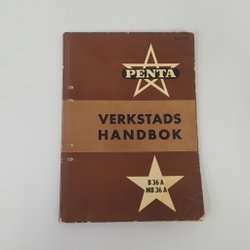 PENTA
VERKSTADS
HANDBOK
B 36 A
MB 36 A